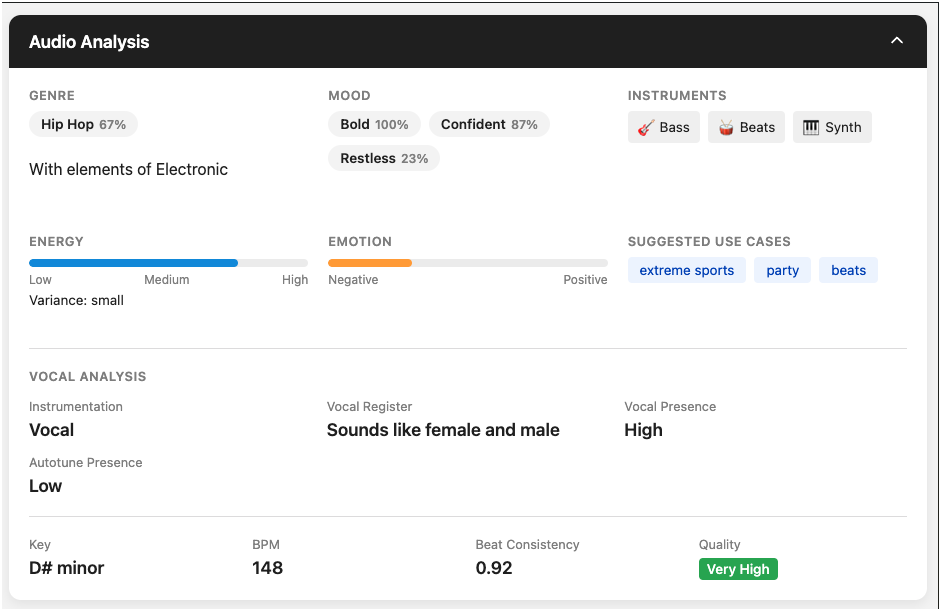 Audio Analysis
GENRE
Hip Hop 67%
With elements of Electronic
MOOD
Bold 100% Confident 87%
Restless 23%
INSTRUMENTS
Bass Beats Synth
ENERGY
Low Medium High
Variance: small
EMOTION
Negative Positive
SUGGESTED USE CASES
extreme sports party beats
VOCAL ANALYSIS
Instrumentation
Vocal
Vocal Register
Sounds like female and male
Vocal Presence
High
Autotune Presence
Low
Key
D# minor
BPM
148
Beat Consistency
0.92
Quality
Very High